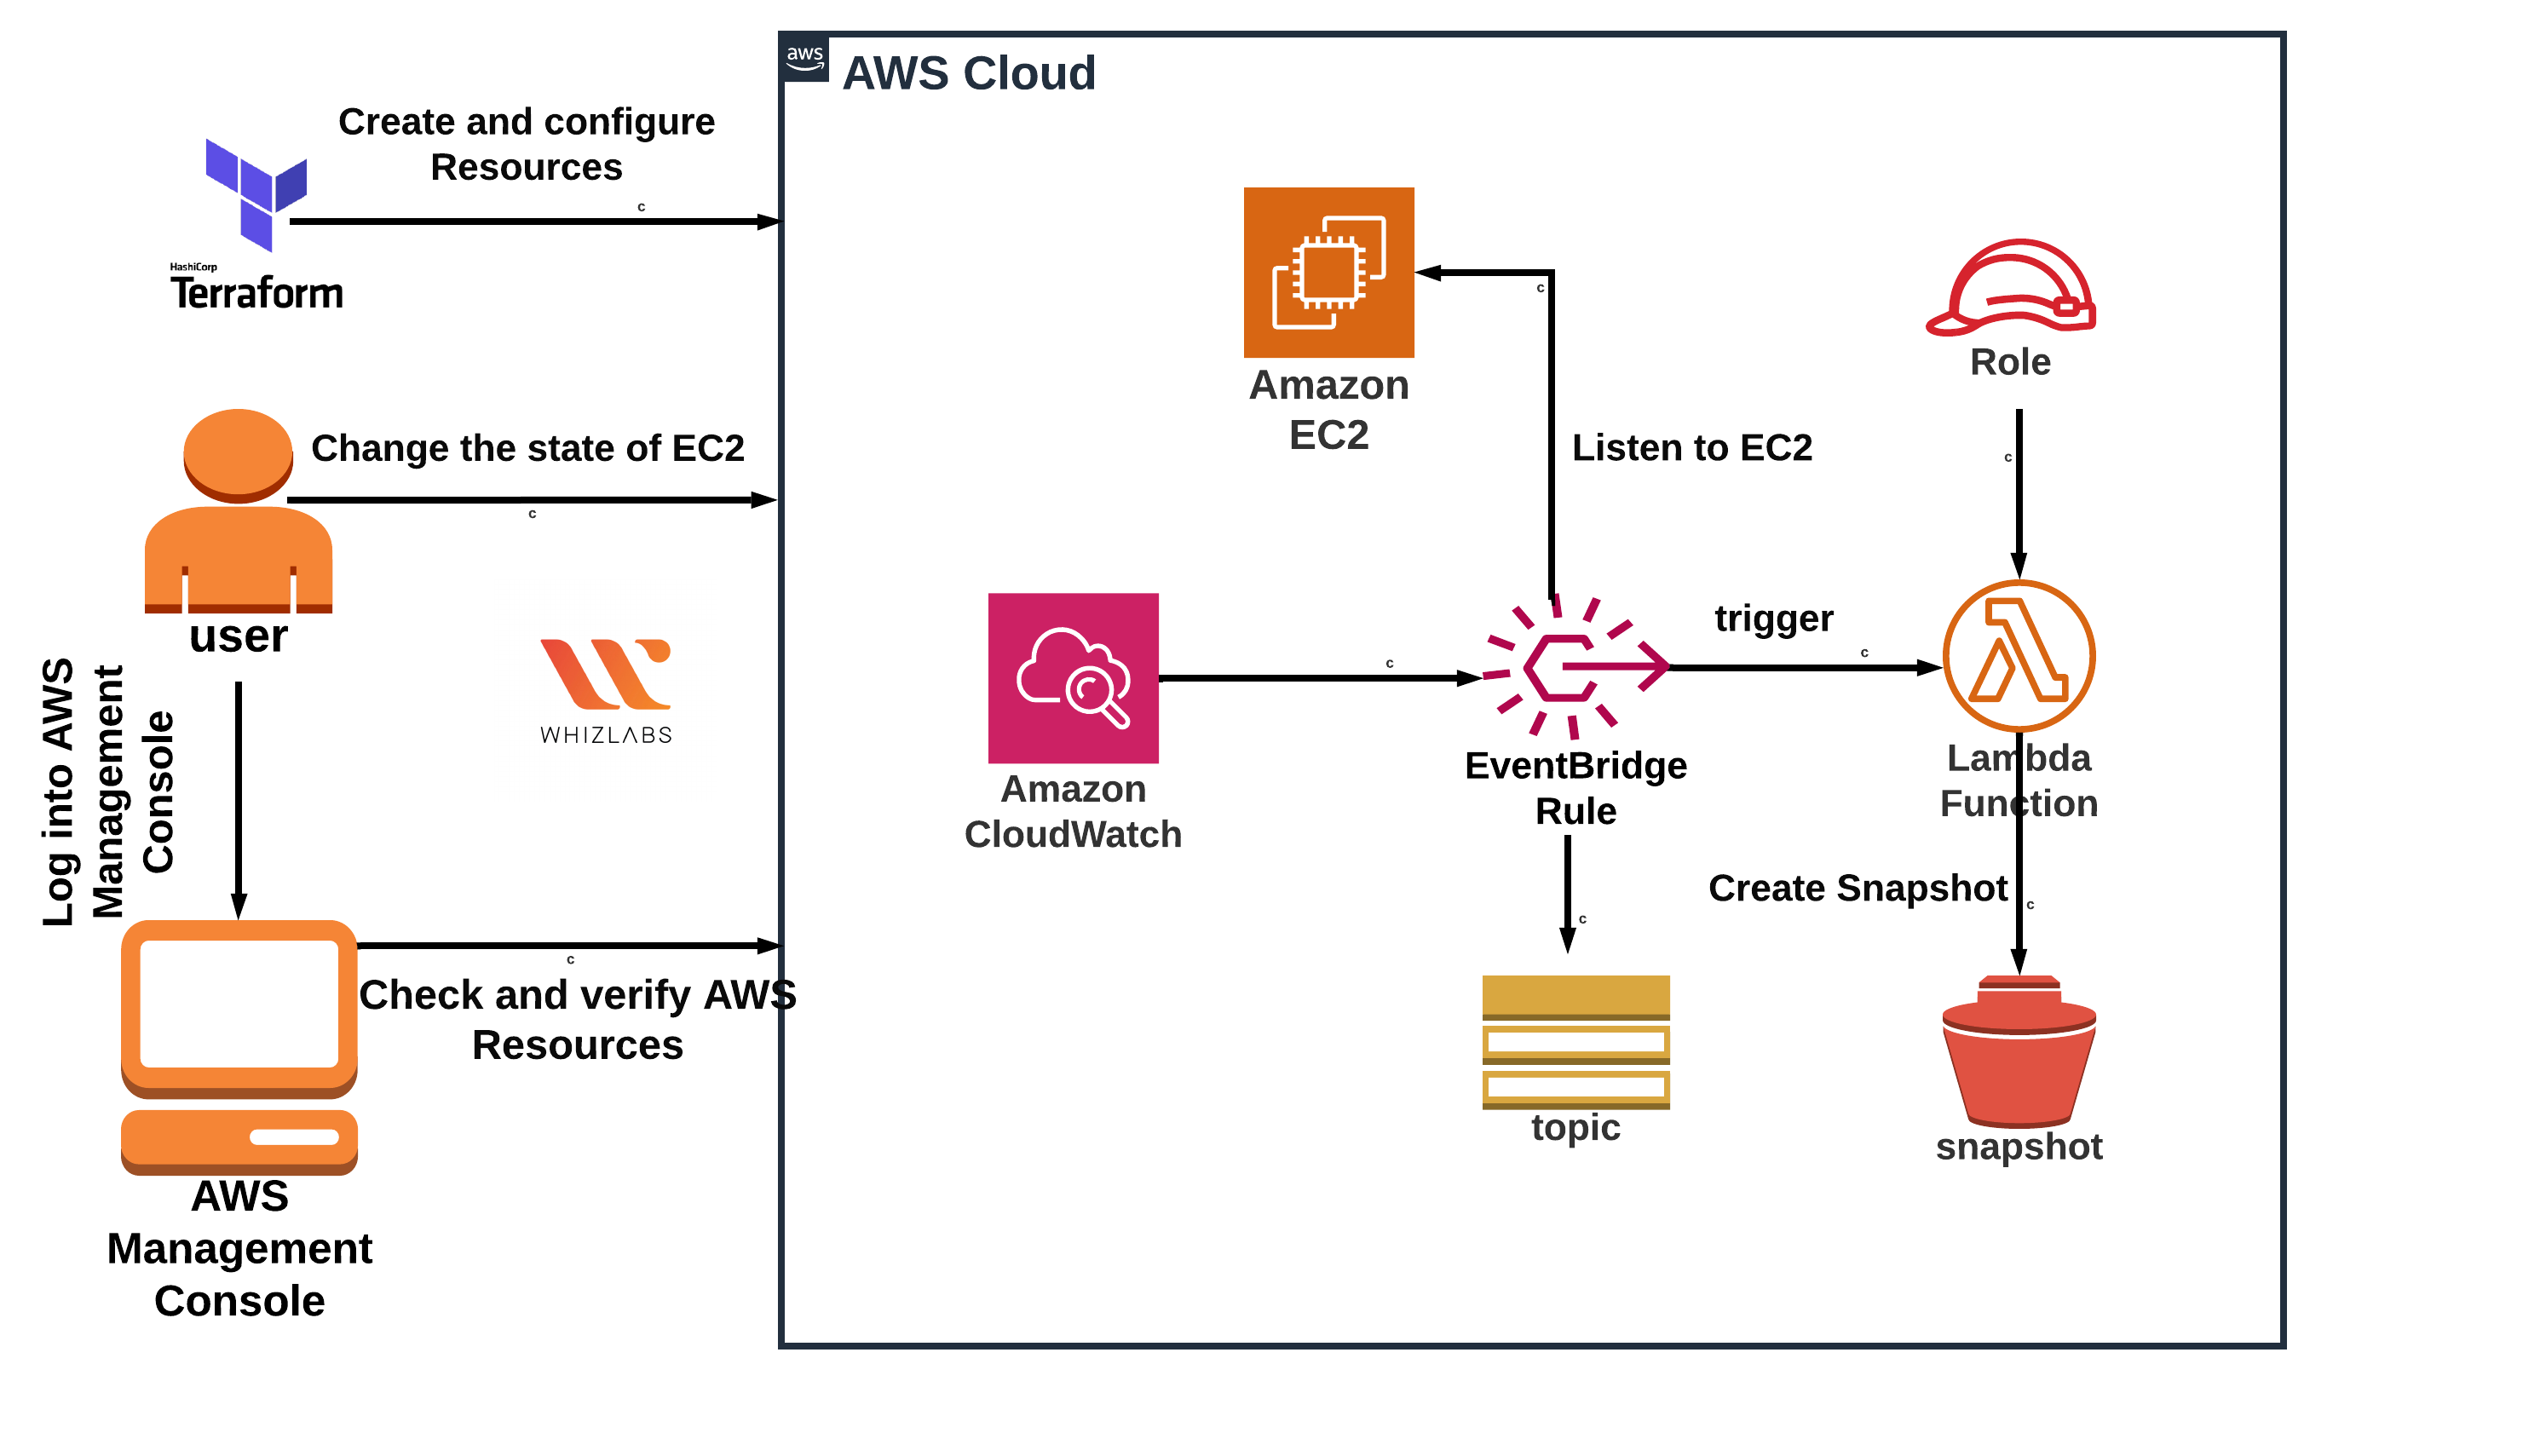 aws
AWS Cloud
Create and configure
Resources
c
HashiCorp
Terraform
Change the state of EC2
c
user
Log into AWS
Management
Console
WHIZLABS
c
Check and verify AWS
Resources
AWS
Management
Console
Amazon
EC2
c
Listen to EC2
Role
c
Amazon
CloudWatch
c
EventBridge
Rule
trigger
c
Lambda
Function
c
Create Snapshot
c
topic
snapshot